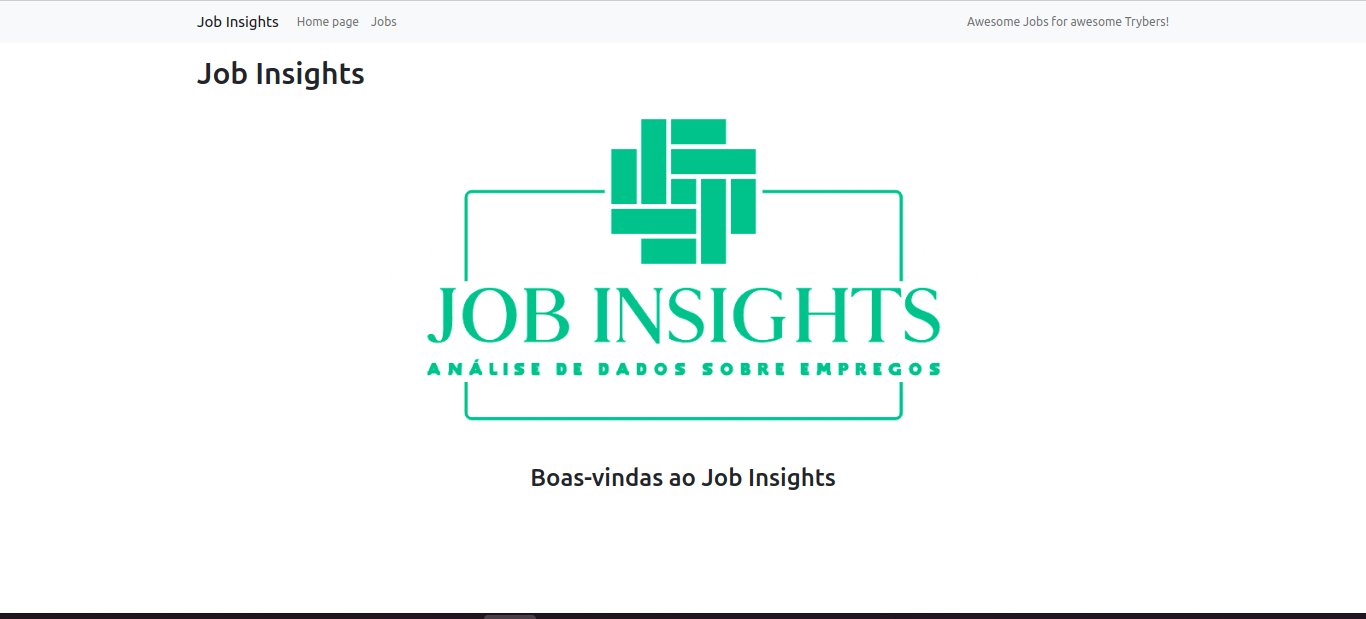 Job Insights Home page Jobs Awesome Jobs for awesome Trybers!
Job Insights
JOB INSIGHTS
ANÁLISE DE DADOS SOBRE EMPREGOS
Boas-vindas ao Job Insights